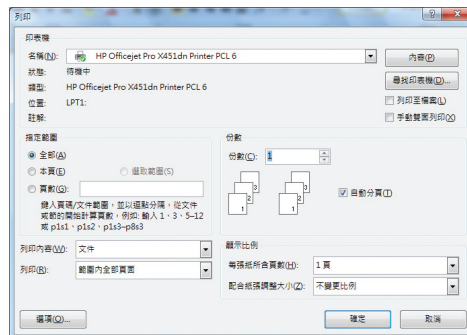 列印
印表機
名稱(N): HP Officejet Pro X451dn Printer PCL 6 內容(P)
狀態: 待機中 尋找印表機(D)...
類型: HP Officejet Pro X451dn Printer PCL 6
位置: LPT1: 列印至檔案(L)
註解: 手動雙面列印(X)
指定範圍
全部(A)
本頁(E) 選取範圍(S)
頁數(G):
鍵入頁碼/文件範圍，並以逗點分隔，從文件
或節的開始計算頁數，例如: 輸入 1、3、5–12
或 p1s1、p1s2、p1s3–p8s3
份數
份數(C): 1
1 2 3 1 2 3
自動分頁(T)
列印內容(W): 文件
列印(R): 範圍內全部頁面
顯示比例
每張紙所含頁數(H): 1 頁
配合紙張調整大小(Z): 不變更比例
選項(O)... 確定 取消